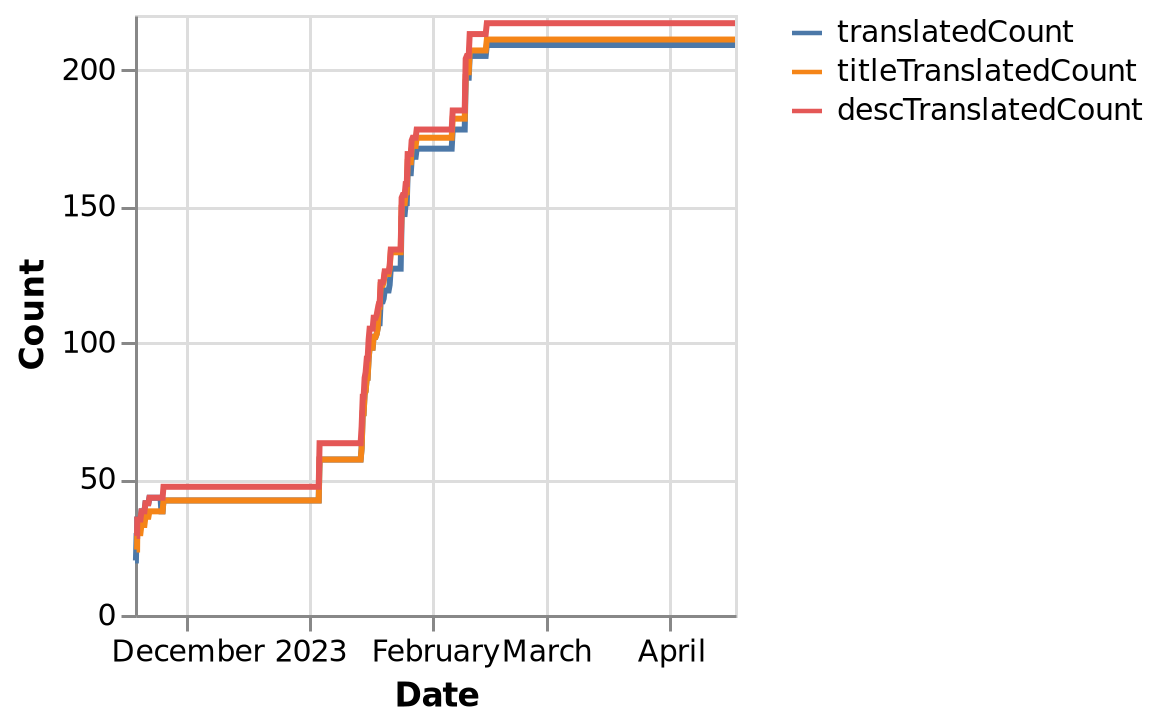 translatedCount
titleTranslatedCount
descTranslatedCount
Count
200
150
100
50
0
December 2023 February March April
Date